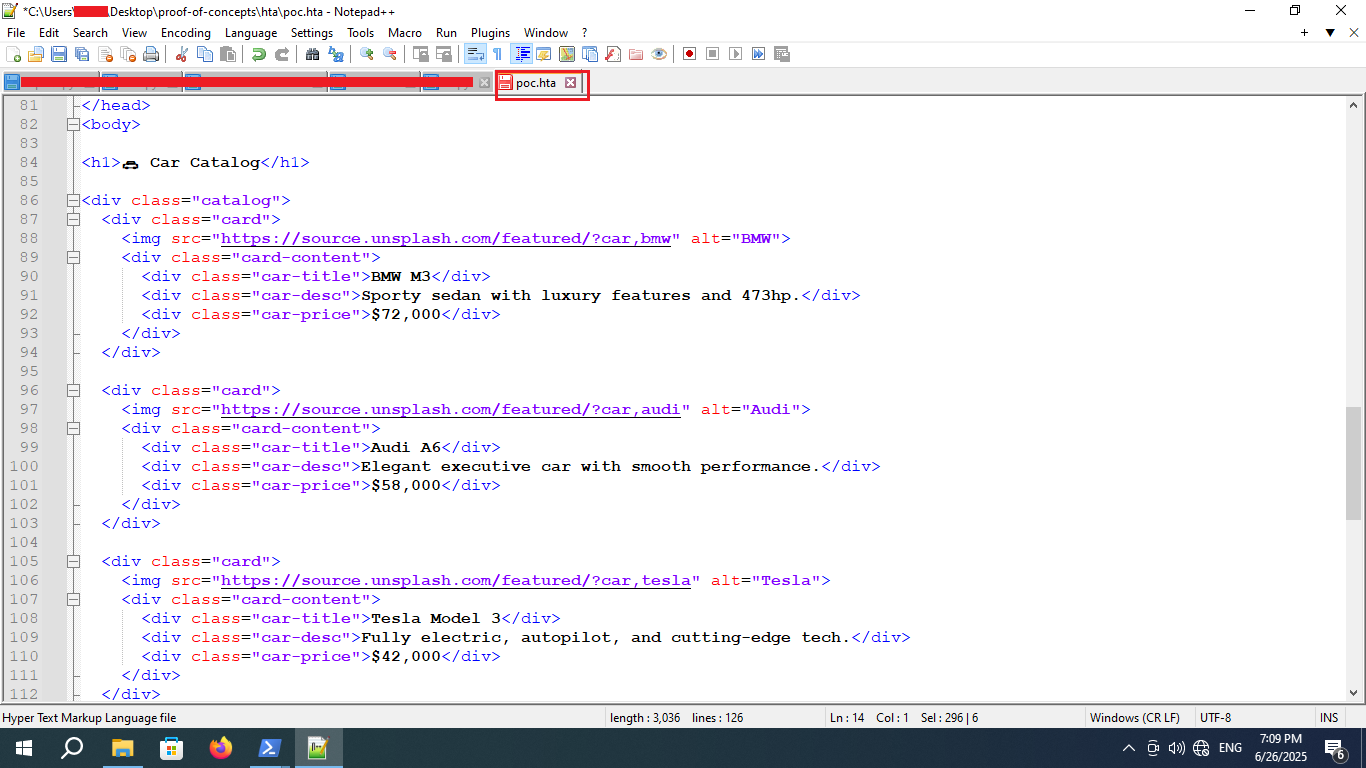 *C:\Users\ \Desktop\proof-of-concepts\hta\poc.hta - Notepad++
File Edit Search View Encoding Language Settings Tools Macro Run Plugins Window ?
poc.hta
81 </head>
82 <body>
83
84 <h1>🚗 Car Catalog</h1>
85
86 <div class="catalog">
87 <div class="card">
88 <img src="https://source.unsplash.com/featured/?car,bmw" alt="BMW">
89 <div class="card-content">
90 <div class="car-title">BMW M3</div>
91 <div class="car-desc">Sporty sedan with luxury features and 473hp.</div>
92 <div class="car-price">$72,000</div>
93 </div>
94 </div>
95
96 <div class="card">
97 <img src="https://source.unsplash.com/featured/?car,audi" alt="Audi">
98 <div class="card-content">
99 <div class="car-title">Audi A6</div>
100 <div class="car-desc">Elegant executive car with smooth performance.</div>
101 <div class="car-price">$58,000</div>
102 </div>
103 </div>
104
105 <div class="card">
106 <img src="https://source.unsplash.com/featured/?car,tesla" alt="Tesla">
107 <div class="card-content">
108 <div class="car-title">Tesla Model 3</div>
109 <div class="car-desc">Fully electric, autopilot, and cutting-edge tech.</div>
110 <div class="car-price">$42,000</div>
111 </div>
112 </div>
Hyper Text Markup Language file length : 3,036 lines : 126 Ln : 14 Col : 1 Sel : 296 | 6 Windows (CR LF) UTF-8 INS
ENG 7:09 PM
6/26/2025 6